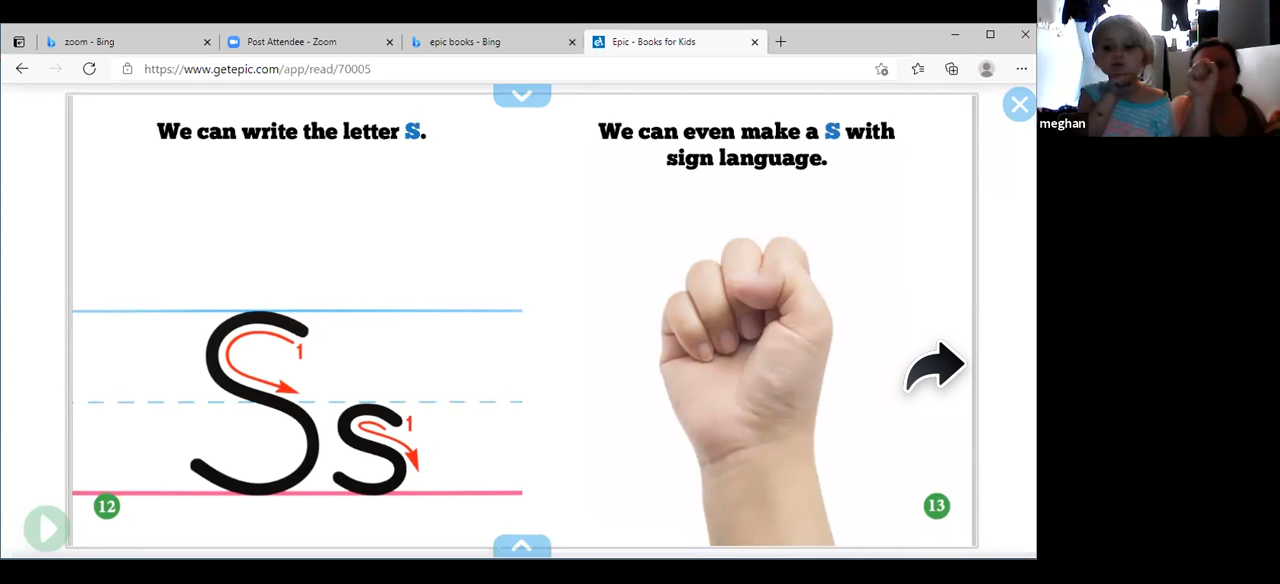 zoom - Bing
Post Attendee - Zoom
epic books - Bing
Epic - Books for Kids
https://www.getepic.com/app/read/70005
meghan
We can write the letter S.
1
Ss
1
12
We can even make a S with
sign language.
13